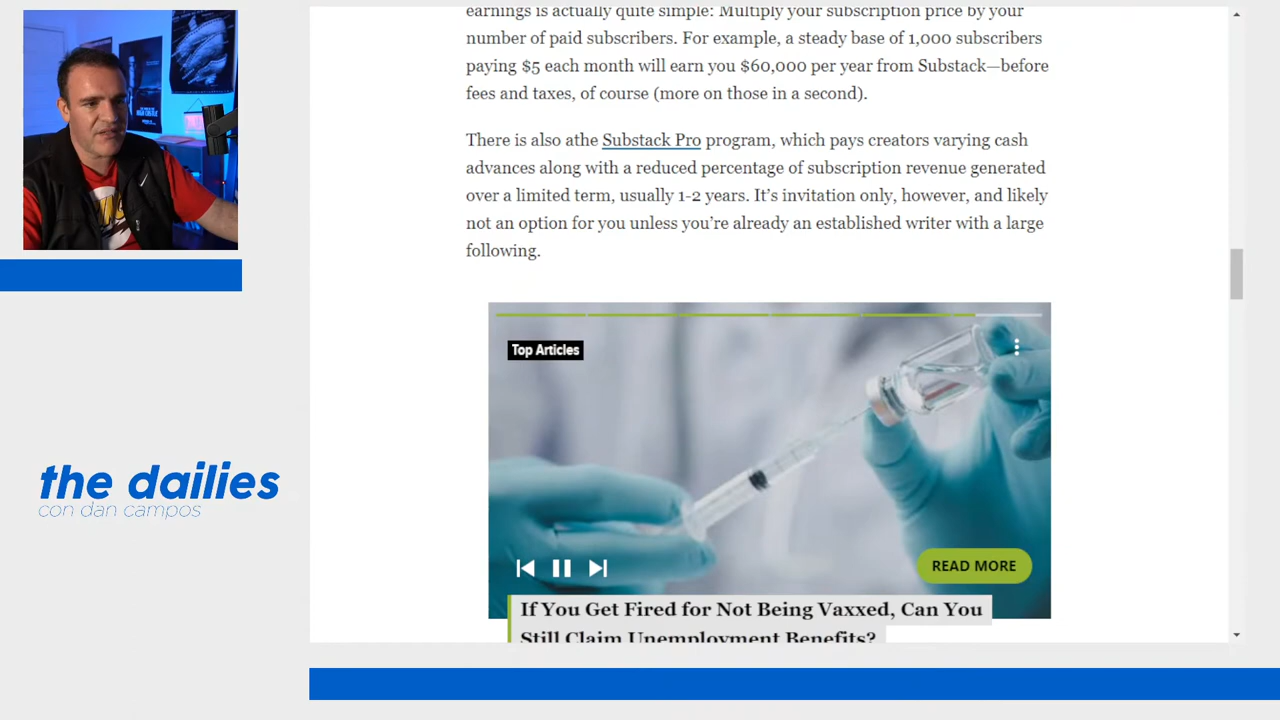 earnings is actually quite simple: Multiply your subscription price by your
number of paid subscribers. For example, a steady base of 1,000 subscribers
paying $5 each month will earn you $60,000 per year from Substack—before
fees and taxes, of course (more on those in a second).
There is also athe Substack Pro program, which pays creators varying cash
advances along with a reduced percentage of subscription revenue generated
over a limited term, usually 1-2 years. It’s invitation only, however, and likely
not an option for you unless you’re already an established writer with a large
following.
Top Articles
READ MORE
If You Get Fired for Not Being Vaxxed, Can You
Still Claim Unemployment Benefits?
the dailies
con dan campos